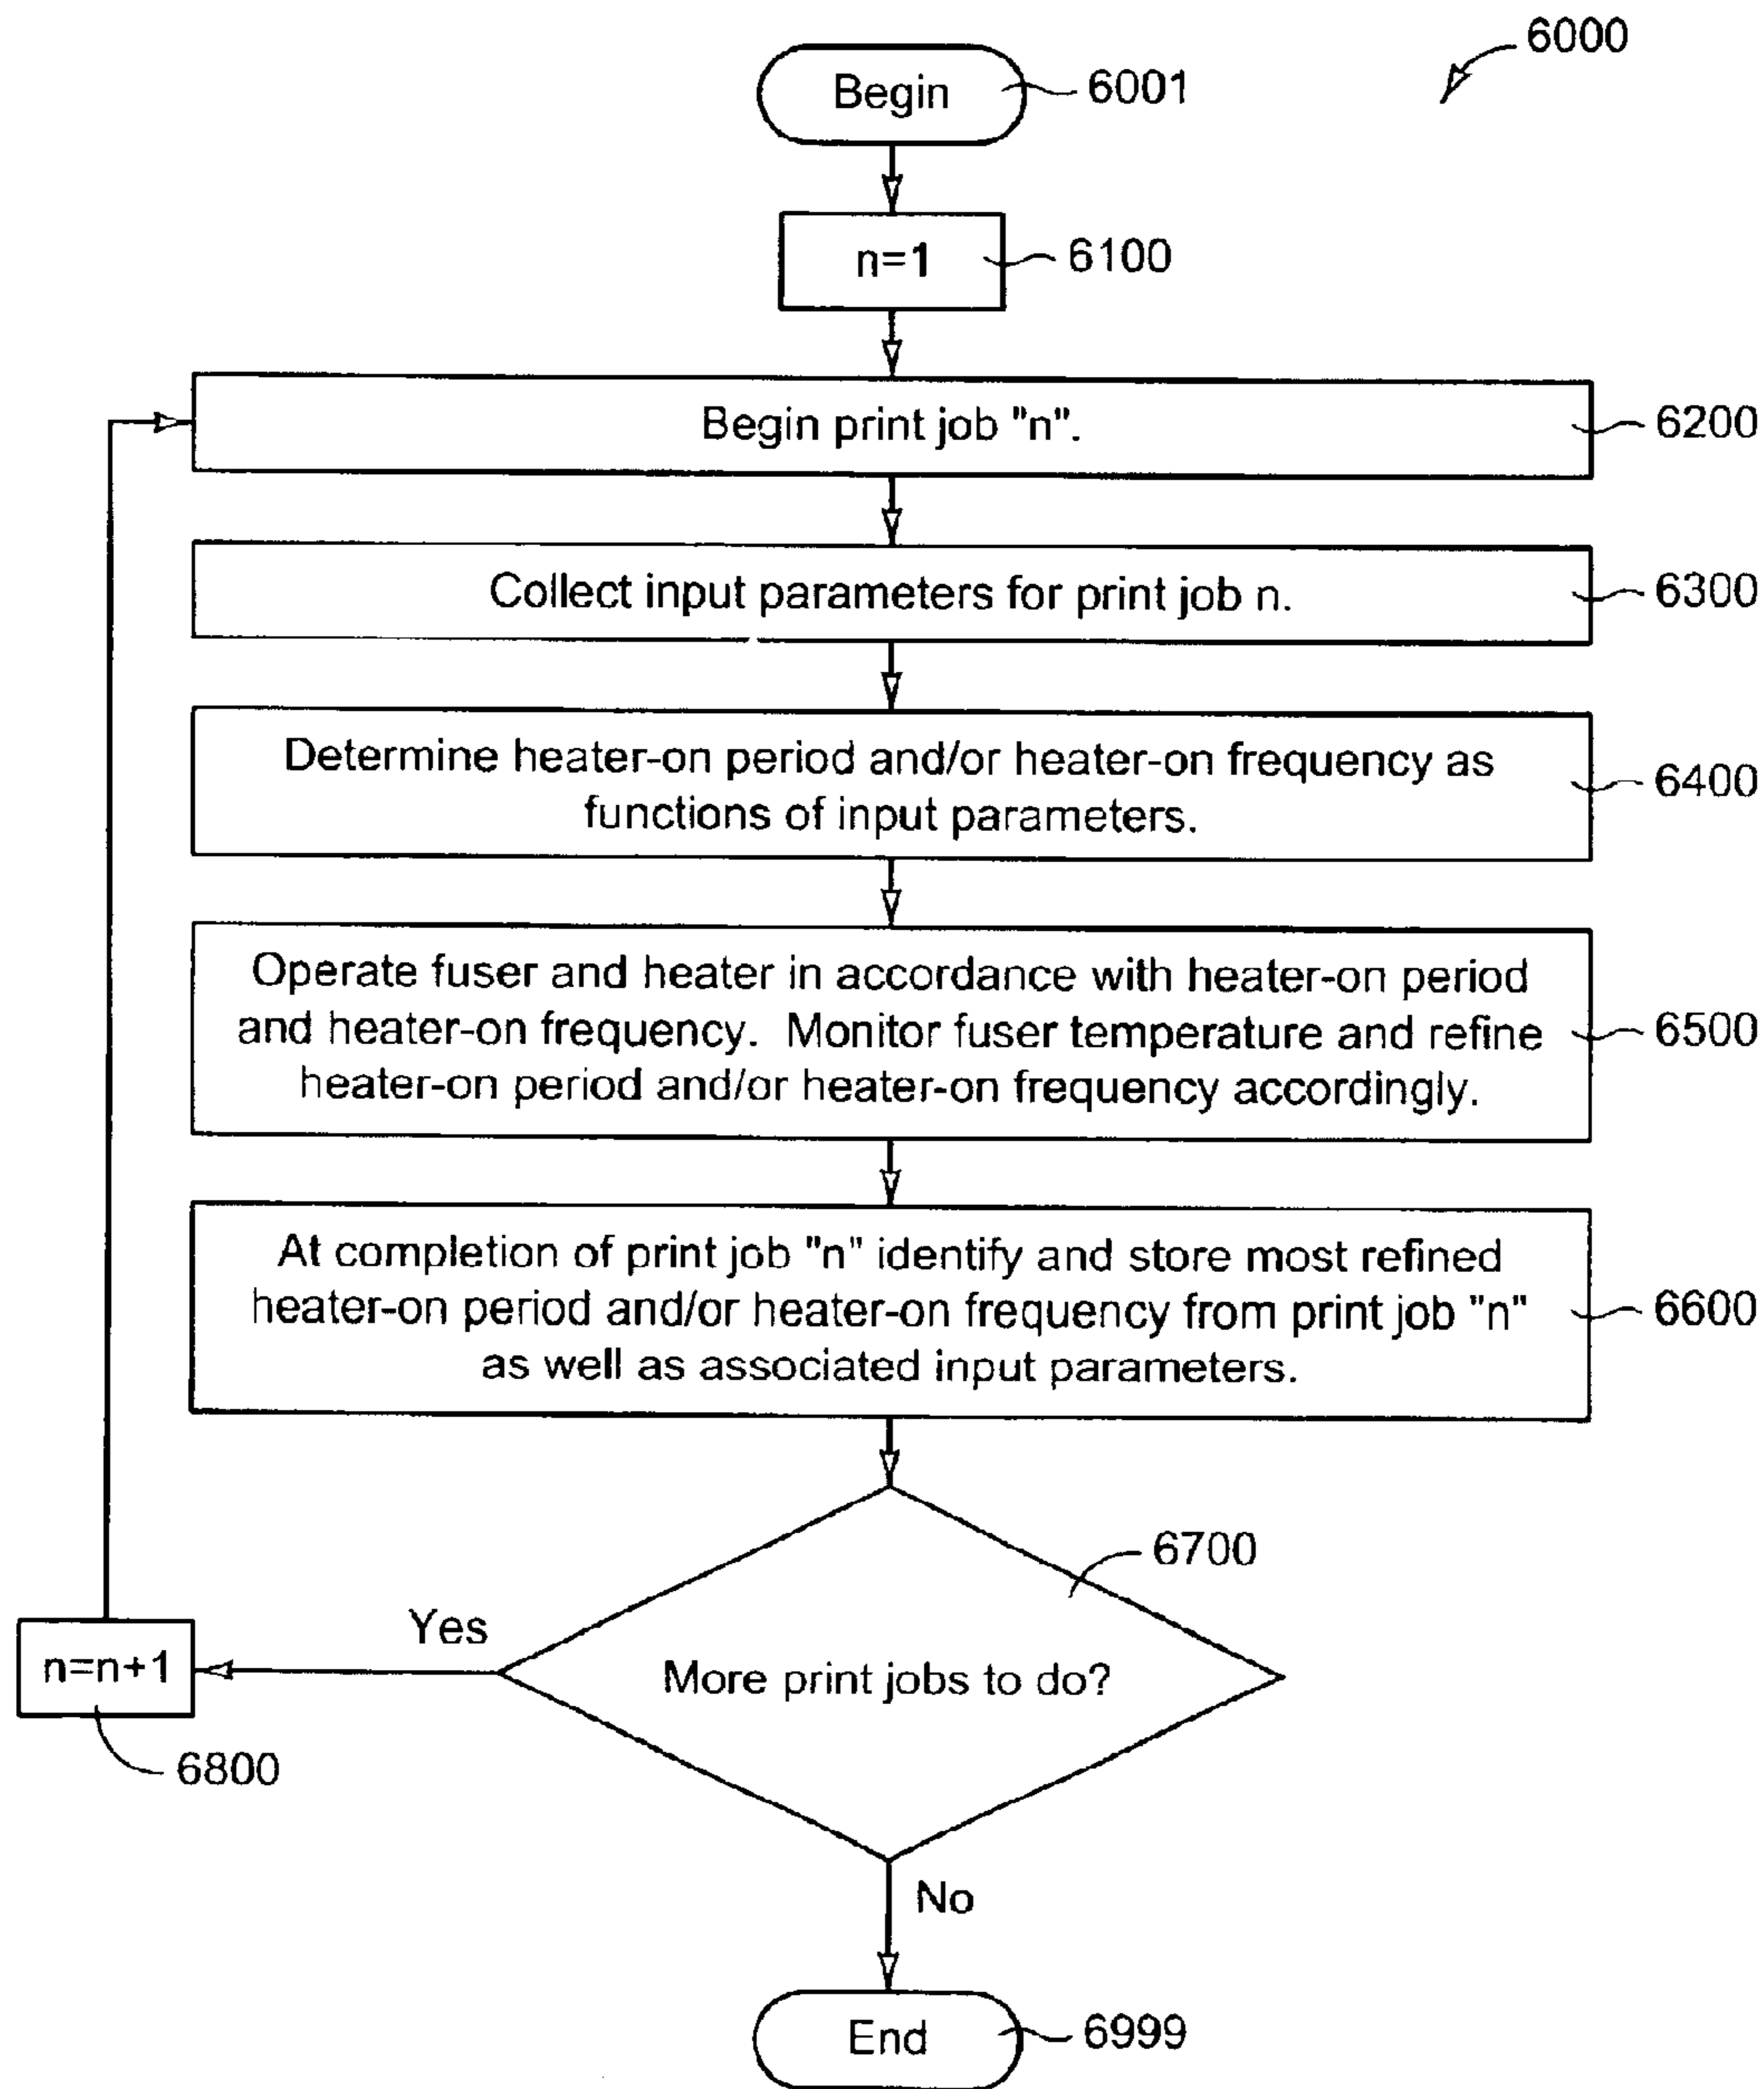 6000
Begin
6001
n=1
6100
Begin print job "n".
6200
Collect input parameters for print job n.
6300
Determine heater-on period and/or heater-on frequency as
functions of input parameters.
6400
Operate fuser and heater in accordance with heater-on period
and heater-on frequency. Monitor fuser temperature and refine
heater-on period and/or heater-on frequency accordingly.
6500
At completion of print job "n" identify and store most refined
heater-on period and/or heater-on frequency from print job "n"
as well as associated input parameters.
6600
6700
More print jobs to do?
Yes
n=n+1
6800
No
End
6999